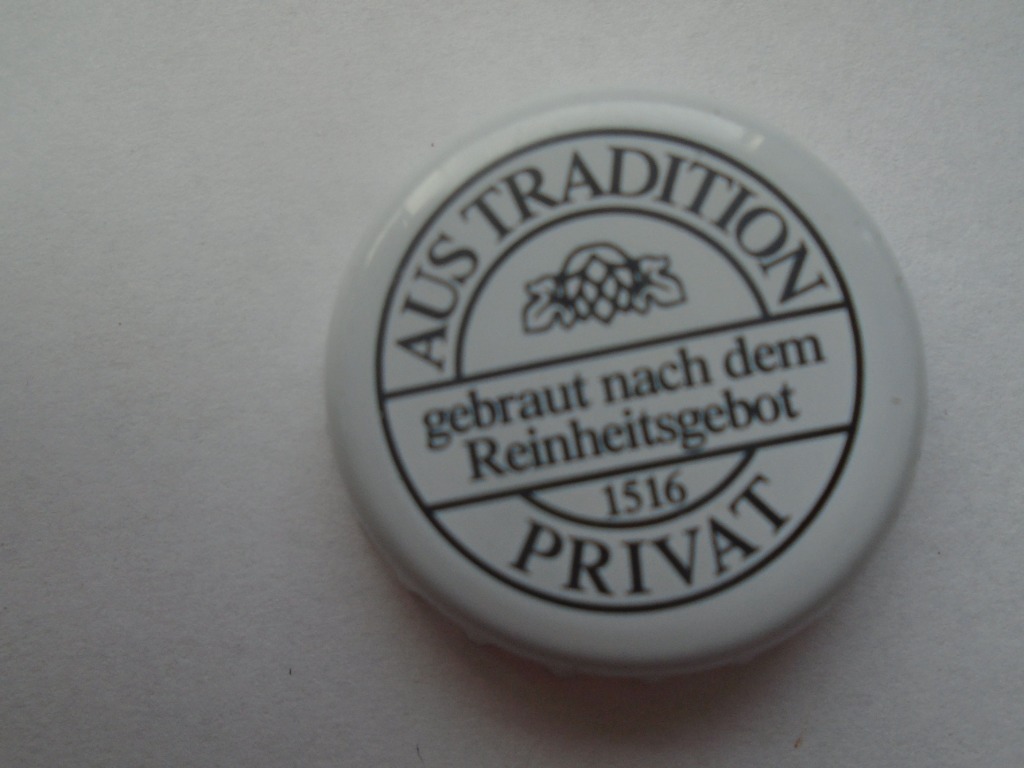 AUS TRADITION
gebraut nach dem
Reinheitsgebot
1516
PRIVAT